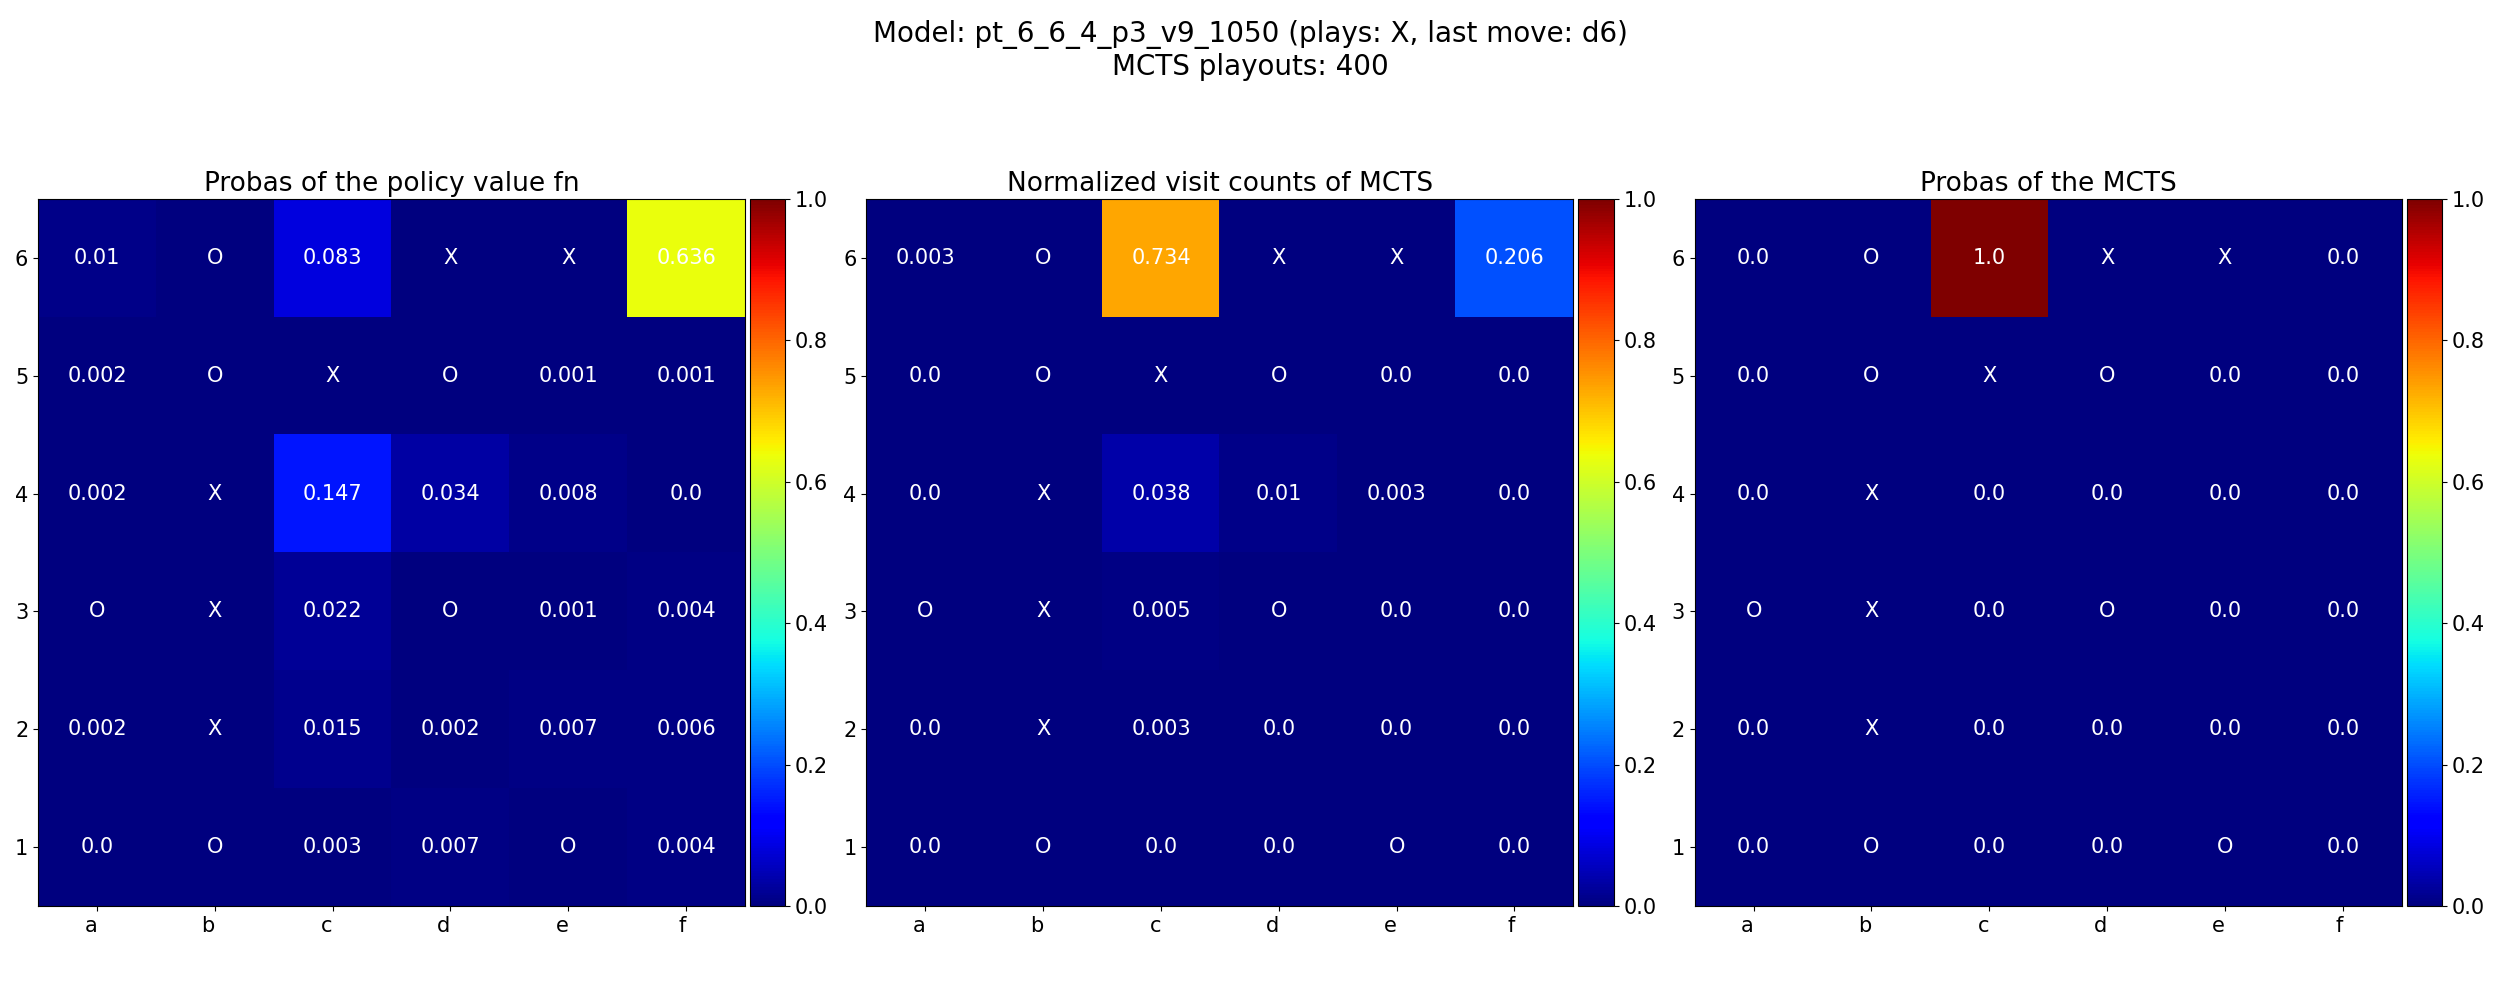 Model: pt_6_6_4_p3_v9_1050 (plays: X, last move: d6)
MCTS playouts: 400
Probas of the policy value fn
6 0.01 O 0.083 X X 0.636
5 0.002 O X O 0.001 0.001
4 0.002 X 0.147 0.034 0.008 0.0
3 O X 0.022 O 0.001 0.004
2 0.002 X 0.015 0.002 0.007 0.006
1 0.0 O 0.003 0.007 O 0.004
a b c d e f
1.0
0.8
0.6
0.4
0.2
0.0
Normalized visit counts of MCTS
6 0.003 O 0.734 X X 0.206
5 0.0 O X O 0.0 0.0
4 0.0 X 0.038 0.01 0.003 0.0
3 O X 0.005 O 0.0 0.0
2 0.0 X 0.003 0.0 0.0 0.0
1 0.0 O 0.0 0.0 O 0.0
a b c d e f
1.0
0.8
0.6
0.4
0.2
0.0
Probas of the MCTS
6 0.0 O 1.0 X X 0.0
5 0.0 O X O 0.0 0.0
4 0.0 X 0.0 0.0 0.0 0.0
3 O X 0.0 O 0.0 0.0
2 0.0 X 0.0 0.0 0.0 0.0
1 0.0 O 0.0 0.0 O 0.0
a b c d e f
1.0
0.8
0.6
0.4
0.2
0.0